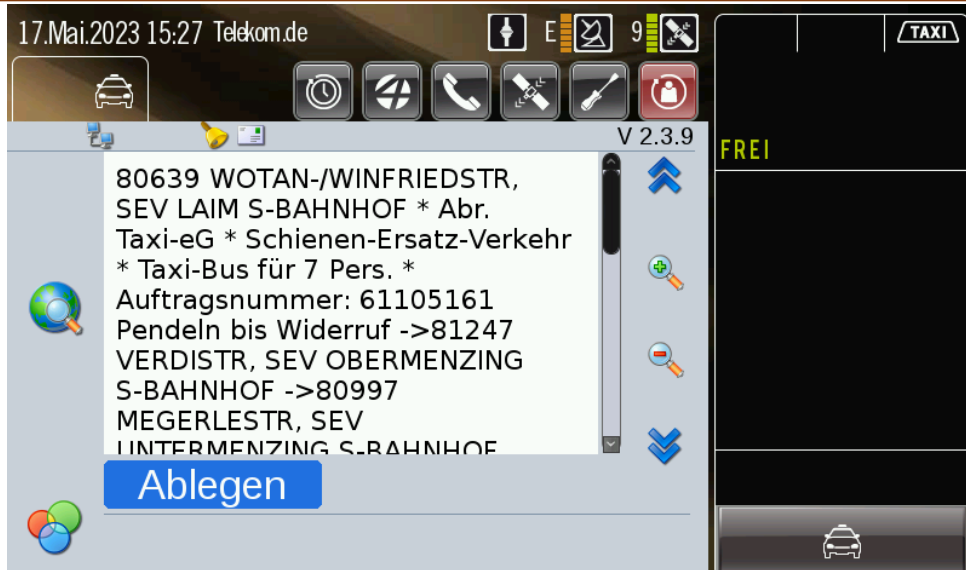 17.Mai.2023 15:27 Telekom.de
E
9
TAXI
V 2.3.9
FREI
80639 WOTAN-/WINFRIEDSTR,
SEV LAIM S-BAHNHOF * Abr.
Taxi-eG * Schienen-Ersatz-Verkehr
* Taxi-Bus für 7 Pers. *
Auftragsnummer: 61105161
Pendeln bis Widerruf ->81247
VERDISTR, SEV OBERMENZING
S-BAHNHOF ->80997
MEGERLESTR, SEV
UNTERMENZING S-BAHNHOF
Ablegen